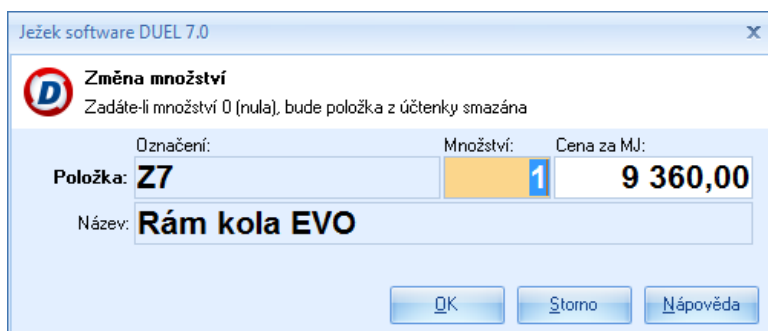 Ježek software DUEL 7.0
Změna množství
Zadáte-li množství 0 (nula), bude položka z účtenky smazána
Označení: Množství: Cena za MJ:
Položka: Z7 1 9 360,00
Název: Rám kola EVO
OK Storno Nápověda